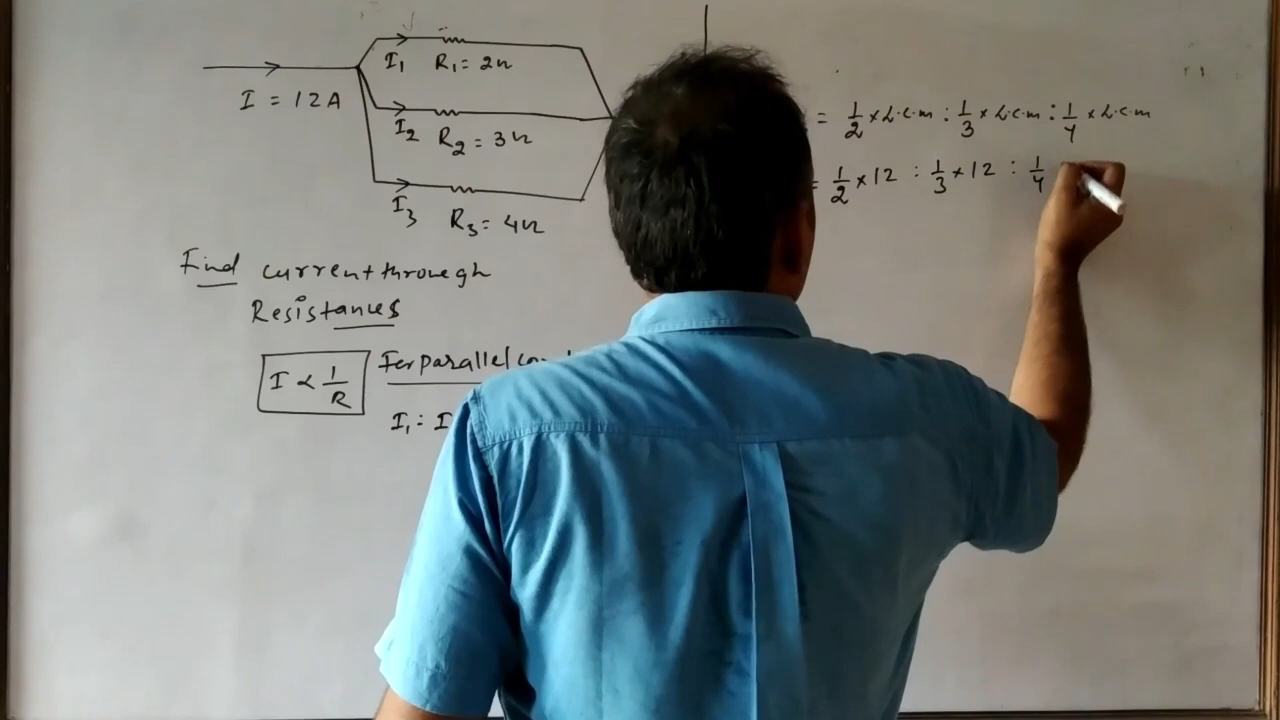 I = 12A
I1 R1 = 2Ω
I2 R2 = 3Ω
I3 R3 = 4Ω
Find current through
Resistances
I ∝ 1/R
For parallel
I1 : I
= 1/2 × L.C.M : 1/3 × L.C.M : 1/4 × L.C.M
= 1/2 × 12 : 1/3 × 12 : 1/4